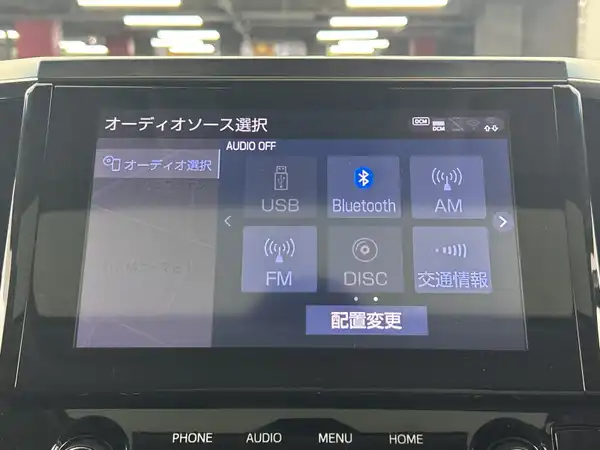 オーディオソース選択
DCM
DCM
オーディオ選択
AUDIO OFF
USB
Bluetooth
AM
FM
DISC
交通情報
配置変更
PHONE
AUDIO
MENU
HOME